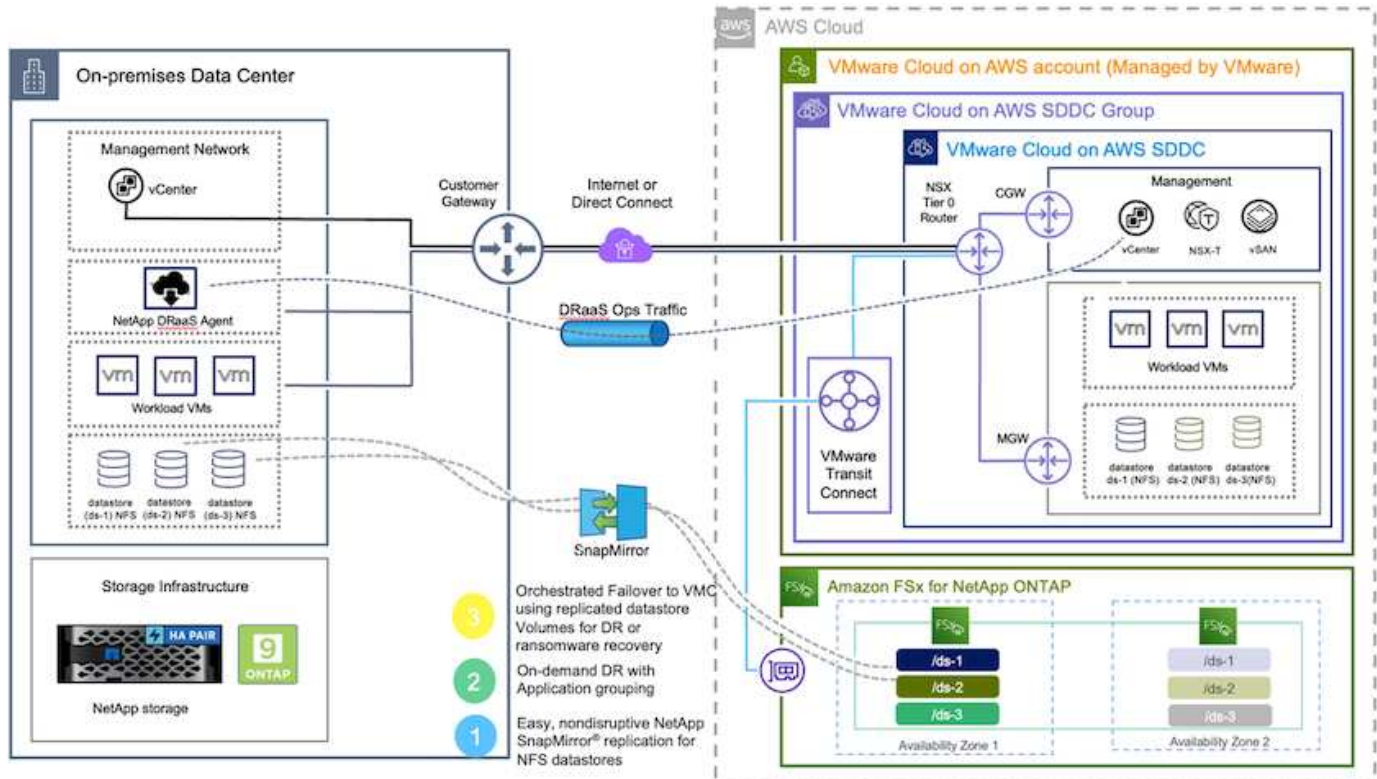 aws
AWS Cloud
On-premises Data Center
Management Network
vCenter
NetApp DRaaS Agent
vm
vm
vm
Workload VMs
datastore
(ds-1) NFS
datastore
(ds-2) NFS
datastore
(ds-3) NFS
Storage Infrastructure
HA PAIR
9
ONTAP
NetApp storage
Customer
Gateway
Internet or
Direct Connect
DRaaS Ops Traffic
SnapMirror
3
Orchestrated Failover to VMC
using replicated datastore
Volumes for DR or
ransomware recovery
2
On-demand DR with
Application grouping
1
Easy, nondisruptive NetApp
SnapMirror® replication for
NFS datastores
VMware Cloud on AWS account (Managed by VMware)
VMware Cloud on AWS SDDC Group
VMware Cloud on AWS SDDC
NSX
Tier 0
Router
CGW
Management
vCenter
T
NSX-T
vSAN
vm
vm
vm
Workload VMs
MGW
datastore
ds-1 (NFS)
datastore
ds-2 (NFS)
datastore
ds-3(NFS)
VMware
Transit
Connect
FSx
Amazon FSx for NetApp ONTAP
FSx
/ds-1
/ds-2
/ds-3
Availability Zone 1
FSx
/ds-1
/ds-2
/ds-3
Availability Zone 2